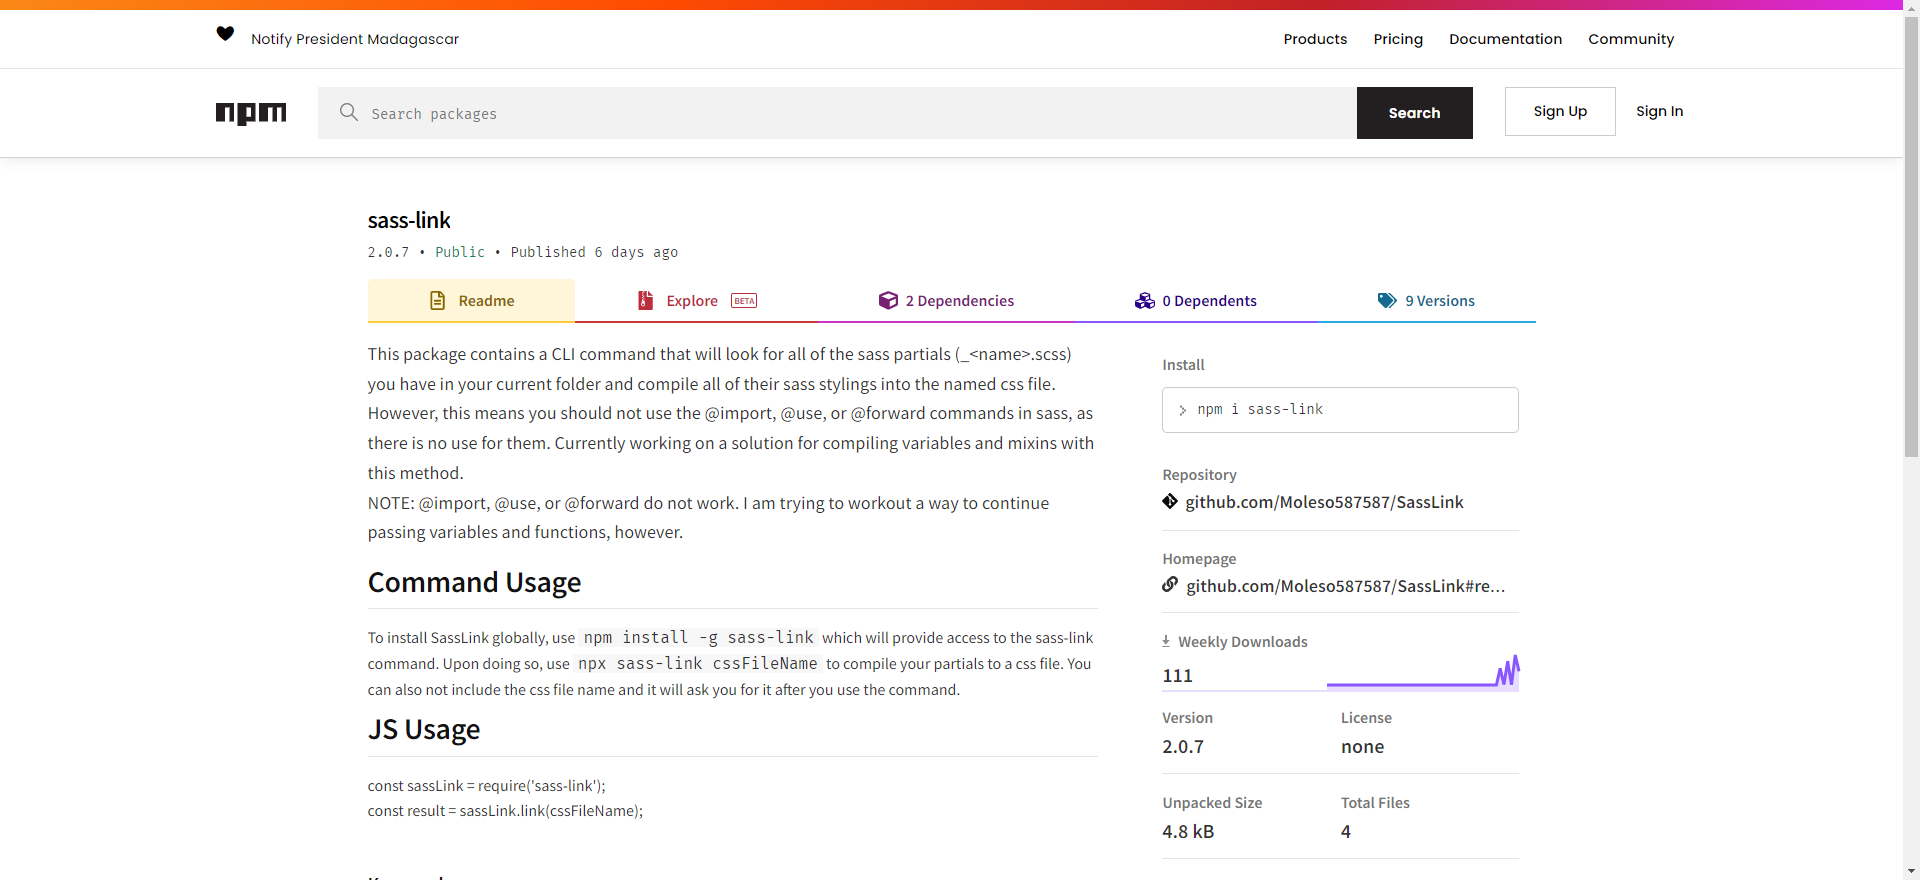 Notify President Madagascar
Products Pricing Documentation Community
npm
Search packages
Search
Sign Up
Sign In
sass-link
2.0.7 • Public • Published 6 days ago
Readme
Explore BETA
2 Dependencies
0 Dependents
9 Versions
This package contains a CLI command that will look for all of the sass partials (_<name>.scss)
you have in your current folder and compile all of their sass stylings into the named css file.
However, this means you should not use the @import, @use, or @forward commands in sass, as
there is no use for them. Currently working on a solution for compiling variables and mixins with
this method.
NOTE: @import, @use, or @forward do not work. I am trying to workout a way to continue
passing variables and functions, however.
Command Usage
To install SassLink globally, use npm install -g sass-link which will provide access to the sass-link
command. Upon doing so, use npx sass-link cssFileName to compile your partials to a css file. You
can also not include the css file name and it will ask you for it after you use the command.
JS Usage
const sassLink = require('sass-link');
const result = sassLink.link(cssFileName);
Install
npm i sass-link
Repository
github.com/Moleso587587/SassLink
Homepage
github.com/Moleso587587/SassLink#re...
Weekly Downloads
111
Version
2.0.7
License
none
Unpacked Size
4.8 kB
Total Files
4